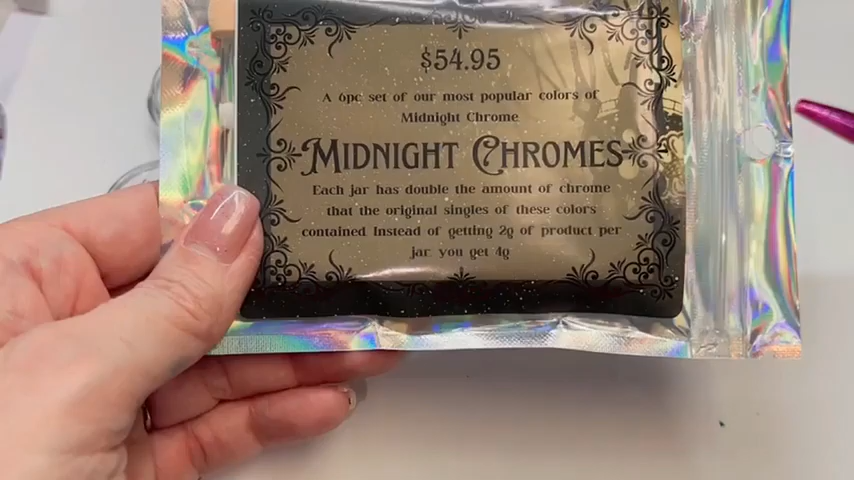 $54.95
A 6pc set of our most popular colors of
Midnight Chrome
MIDNIGHT CHROMES
Each jar has double the amount of chrome
that the original singles of these colors
contained Instead of getting 2g of product per
jar you get 4g